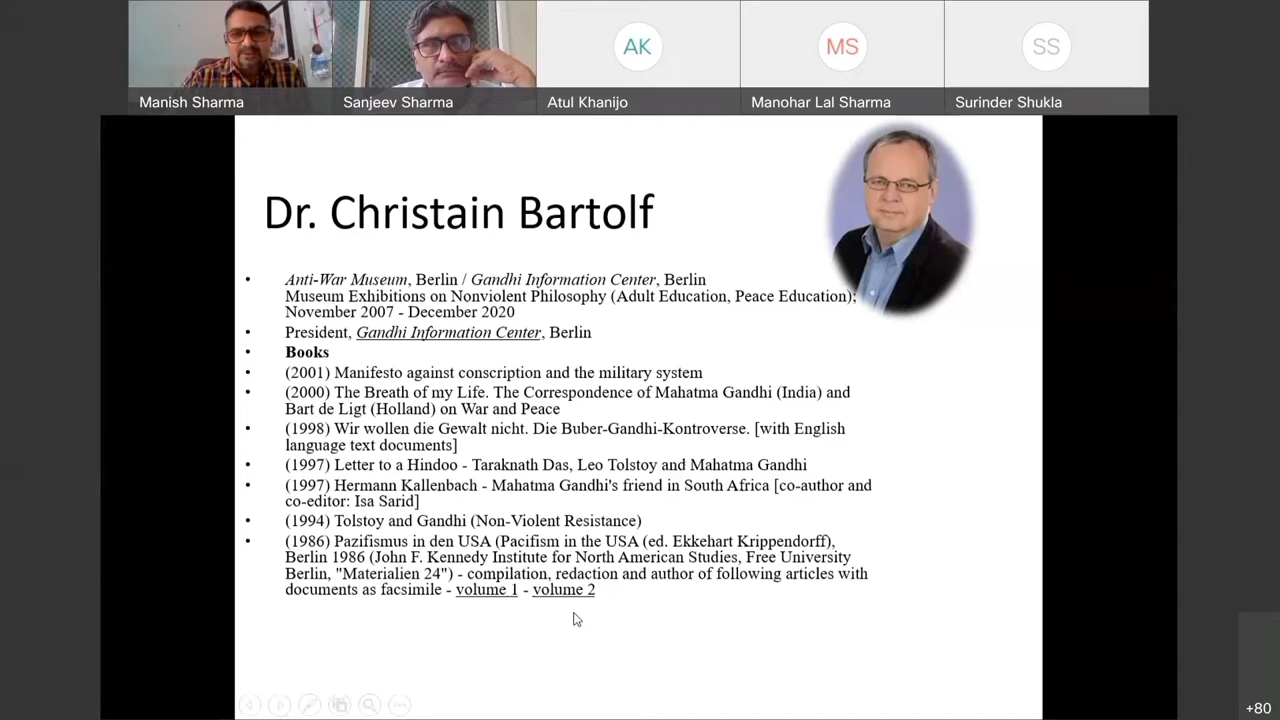 AK
MS
SS
Manish Sharma
Sanjeev Sharma
Atul Khanijo
Manohar Lal Sharma
Surinder Shukla
Dr. Christain Bartolf
• Anti-War Museum, Berlin / Gandhi Information Center, Berlin
Museum Exhibitions on Nonviolent Philosophy (Adult Education, Peace Education);
November 2007 - December 2020
• President, Gandhi Information Center, Berlin
• Books
• (2001) Manifesto against conscription and the military system
• (2000) The Breath of my Life. The Correspondence of Mahatma Gandhi (India) and
Bart de Ligt (Holland) on War and Peace
• (1998) Wir wollen die Gewalt nicht. Die Buber-Gandhi-Kontroverse. [with English
language text documents]
• (1997) Letter to a Hindoo - Taraknath Das, Leo Tolstoy and Mahatma Gandhi
• (1997) Hermann Kallenbach - Mahatma Gandhi's friend in South Africa [co-author and
co-editor: Isa Sarid]
• (1994) Tolstoy and Gandhi (Non-Violent Resistance)
• (1986) Pazifismus in den USA (Pacifism in the USA (ed. Ekkehart Krippendorff),
Berlin 1986 (John F. Kennedy Institute for North American Studies, Free University
Berlin, "Materialien 24") - compilation, redaction and author of following articles with
documents as facsimile - volume 1 - volume 2
+80